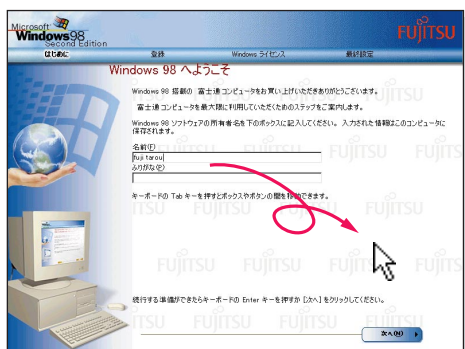 Microsoft
Windows98
Second Edition
FUJITSU
はじめに 登録 Windows ライセンス 最終設定
Windows 98 へようこそ
Windows 98 搭載の 富士通 コンピュータをお買い上げいただきありがとうございます。
富士通 コンピュータを最大限に利用していただくためのステップをご案内します。
Windows 98 ソフトウェアの所有者名を下のボックスに記入してください。 入力された情報はこのコンピュータに
保存されます。
名前(F)
fuji tarou
ふりがな(P)
キーボードの Tab キーを押すとボックスやボタンの間を移動できます。
続行する準備ができたらキーボードの Enter キーを押すか [次へ] をクリックしてください。
次へ(N)